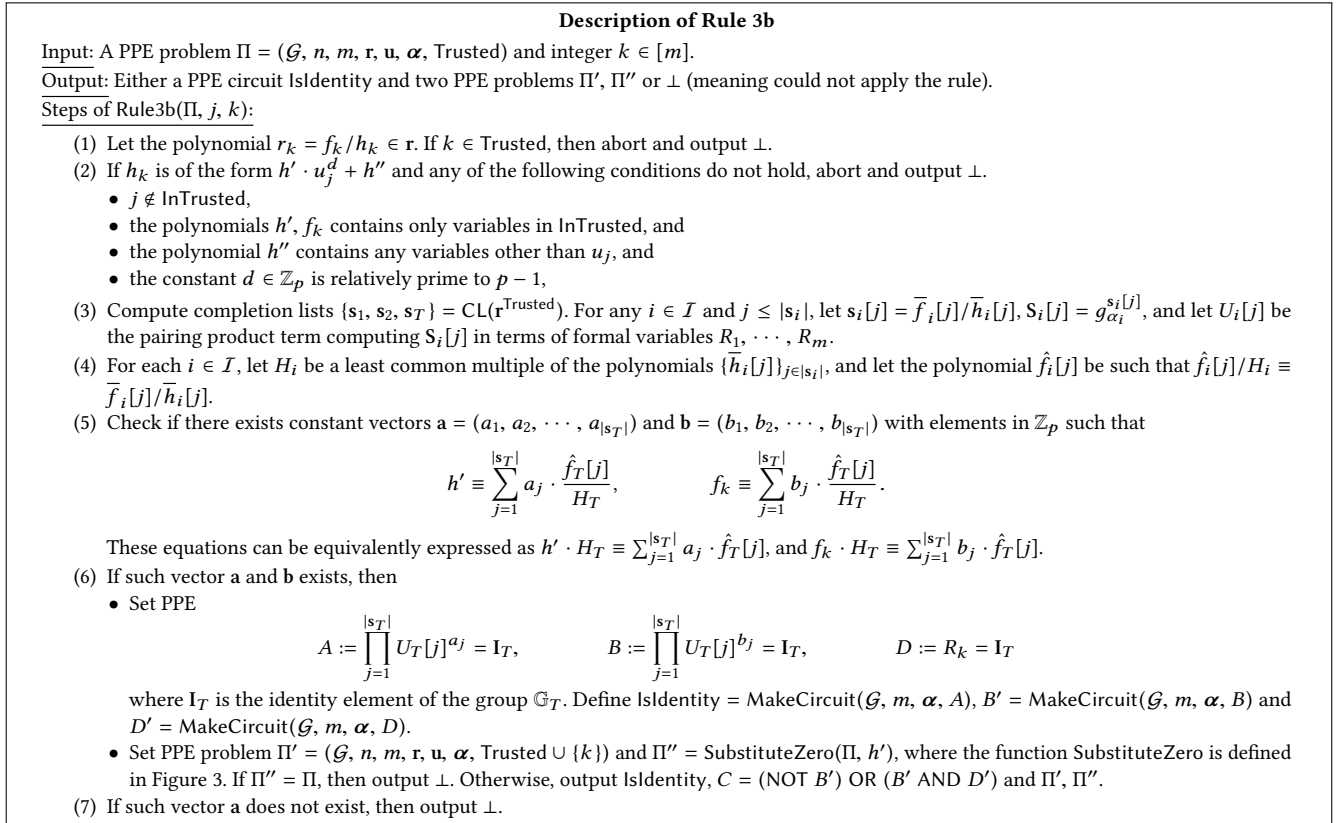 Description of Rule 3b
Input: A PPE problem Π = (𝒢, n, m, r, u, α, Trusted) and integer k ∈ [m].
Output: Either a PPE circuit IsIdentity and two PPE problems Π′, Π″ or ⊥ (meaning could not apply the rule).
Steps of Rule3b(Π, j, k):
(1) Let the polynomial r_k = f_k/h_k ∈ r. If k ∈ Trusted, then abort and output ⊥.
(2) If h_k is of the form h′ · u_j^d + h″ and any of the following conditions do not hold, abort and output ⊥.
• j ∉ InTrusted,
• the polynomials h′, f_k contains only variables in InTrusted, and
• the polynomial h″ contains any variables other than u_j, and
• the constant d ∈ ℤ_p is relatively prime to p − 1,
(3) Compute completion lists {s_1, s_2, s_T} = CL(r^Trusted). For any i ∈ ℐ and j ≤ |s_i|, let s_i[j] = f̅_i[j]/h̅_i[j], S_i[j] = g_{α_i}^{s_i[j]}, and let U_i[j] be
the pairing product term computing S_i[j] in terms of formal variables R_1, · · · , R_m.
(4) For each i ∈ ℐ, let H_i be a least common multiple of the polynomials {h̅_i[j]}_{j∈|s_i|}, and let the polynomial f̂_i[j] be such that f̂_i[j]/H_i ≡
f̅_i[j]/h̅_i[j].
(5) Check if there exists constant vectors a = (a_1, a_2, · · · , a_{|s_T|}) and b = (b_1, b_2, · · · , b_{|s_T|}) with elements in ℤ_p such that
h′ ≡ ∑_{j=1}^{|s_T|} a_j · f̂_T[j]/H_T, f_k ≡ ∑_{j=1}^{|s_T|} b_j · f̂_T[j]/H_T.
These equations can be equivalently expressed as h′ · H_T ≡ ∑_{j=1}^{|s_T|} a_j · f̂_T[j], and f_k · H_T ≡ ∑_{j=1}^{|s_T|} b_j · f̂_T[j].
(6) If such vector a and b exists, then
• Set PPE
A := ∏_{j=1}^{|s_T|} U_T[j]^{a_j} = I_T, B := ∏_{j=1}^{|s_T|} U_T[j]^{b_j} = I_T, D := R_k = I_T
where I_T is the identity element of the group 𝔾_T. Define IsIdentity = MakeCircuit(𝒢, m, α, A), B′ = MakeCircuit(𝒢, m, α, B) and
D′ = MakeCircuit(𝒢, m, α, D).
• Set PPE problem Π′ = (𝒢, n, m, r, u, α, Trusted ∪ {k}) and Π″ = SubstituteZero(Π, h′), where the function SubstituteZero is defined
in Figure 3. If Π″ = Π, then output ⊥. Otherwise, output IsIdentity, C = (NOT B′) OR (B′ AND D′) and Π′, Π″.
(7) If such vector a does not exist, then output ⊥.